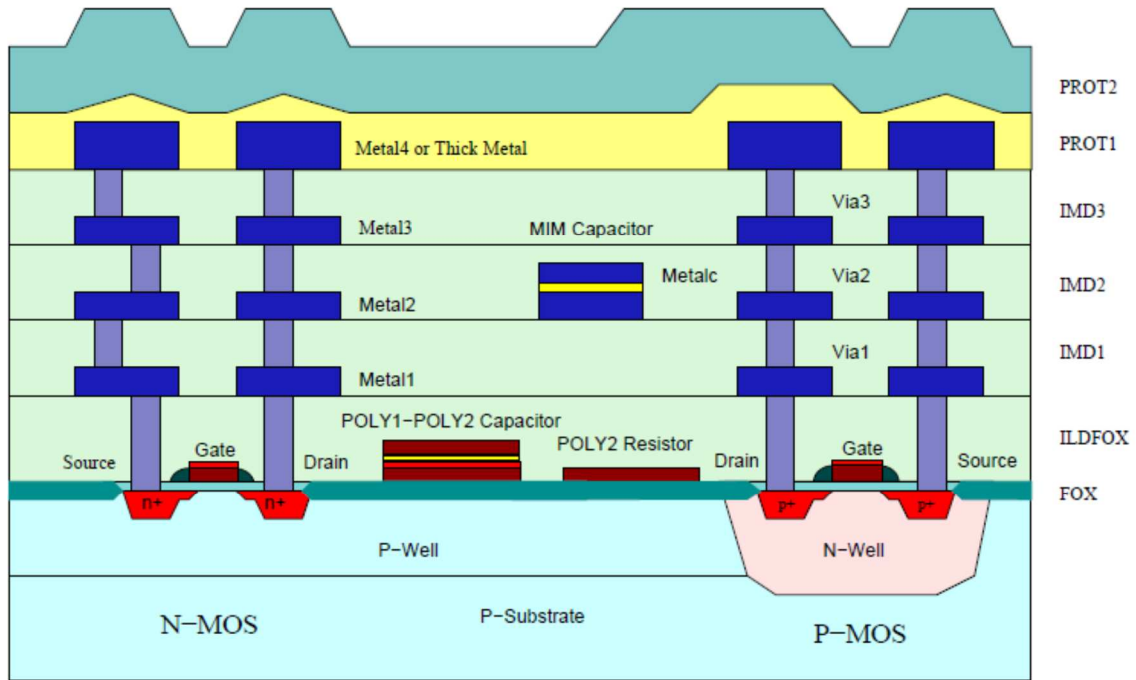 PROT2
Metal4 or Thick Metal
PROT1
Via3
IMD3
Metal3
MIM Capacitor
Metalc
Via2
IMD2
Metal2
Via1
IMD1
Metal1
POLY1−POLY2 Capacitor
POLY2 Resistor
ILDFOX
Source
Gate
Drain
Drain
Gate
Source
FOX
n+
n+
P+
P+
P−Well
N−Well
N−MOS
P−Substrate
P−MOS